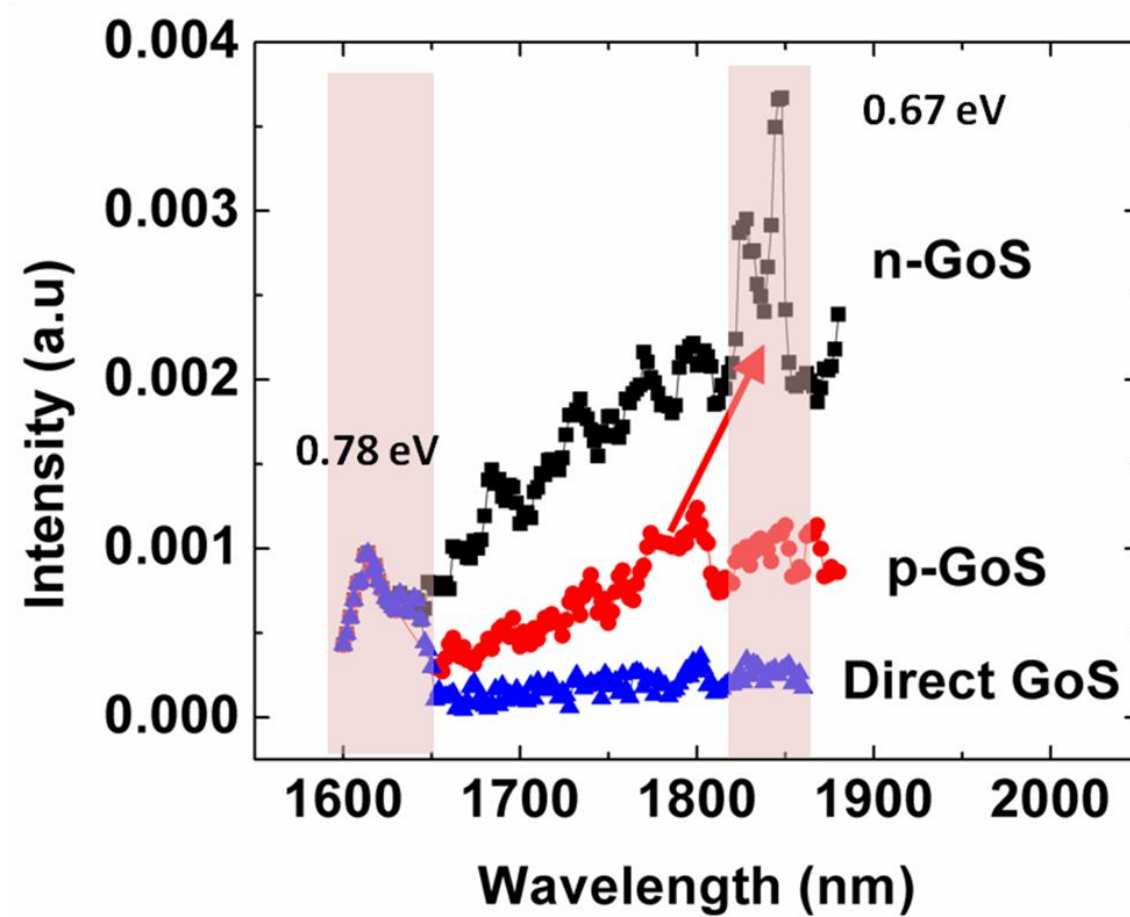 0.004
0.67 eV
0.003
n-GoS
0.002
0.78 eV
0.001
p-GoS
Direct GoS
0.000
Intensity (a.u)
1600 1700 1800 1900 2000
Wavelength (nm)